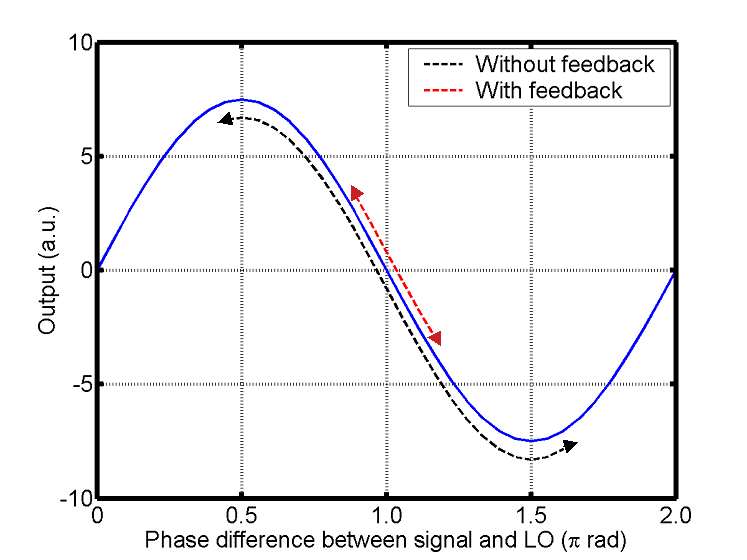 10
5
0
-5
-10
Output (a.u.)
Without feedback
With feedback
0
0.5
1.0
1.5
2.0
Phase difference between signal and LO (π rad)